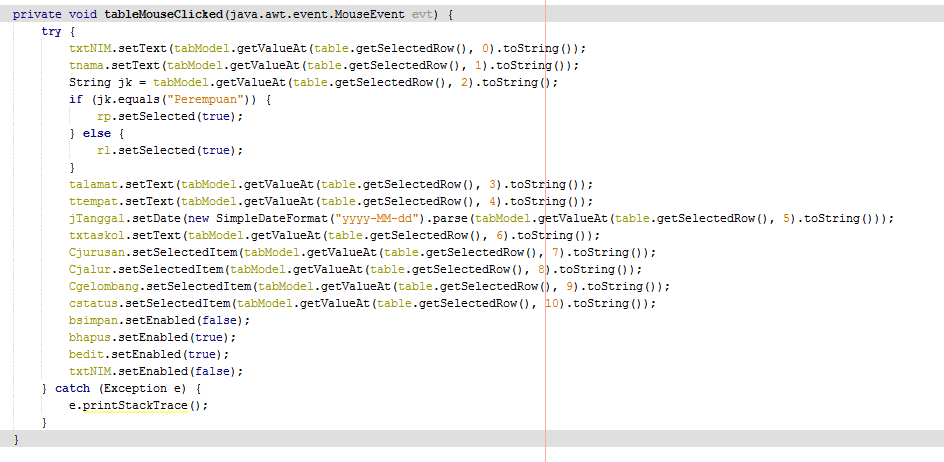 private void tableMouseClicked(java.awt.event.MouseEvent evt) {
    try {
        txtNIM.setText(tabModel.getValueAt(table.getSelectedRow(), 0).toString());
        tnama.setText(tabModel.getValueAt(table.getSelectedRow(), 1).toString());
        String jk = tabModel.getValueAt(table.getSelectedRow(), 2).toString();
        if (jk.equals("Perempuan")) {
            rp.setSelected(true);
        } else {
            rl.setSelected(true);
        }
        talamat.setText(tabModel.getValueAt(table.getSelectedRow(), 3).toString());
        ttempat.setText(tabModel.getValueAt(table.getSelectedRow(), 4).toString());
        jTanggal.setDate(new SimpleDateFormat("yyyy-MM-dd").parse(tabModel.getValueAt(table.getSelectedRow(), 5).toString()));
        txtaskol.setText(tabModel.getValueAt(table.getSelectedRow(), 6).toString());
        Cjurusan.setSelectedItem(tabModel.getValueAt(table.getSelectedRow(), 7).toString());
        Cjalur.setSelectedItem(tabModel.getValueAt(table.getSelectedRow(), 8).toString());
        Cgelombang.setSelectedItem(tabModel.getValueAt(table.getSelectedRow(), 9).toString());
        cstatus.setSelectedItem(tabModel.getValueAt(table.getSelectedRow(), 10).toString());
        bsimpan.setEnabled(false);
        bhapus.setEnabled(true);
        bedit.setEnabled(true);
        txtNIM.setEnabled(false);
    } catch (Exception e) {
        e.printStackTrace();
    }
}